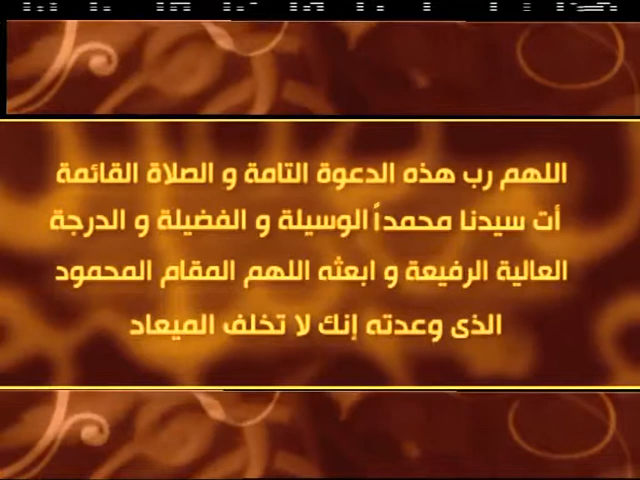 اللهم رب هذه الدعوة التامة و الصلاة القائمة
أت سيدنا محمداً الوسيلة و الفضيلة و الدرجة
العالية الرفيعة و ابعثه اللهم المقام المحمود
الذى وعدته إنك لا تخلف الميعاد